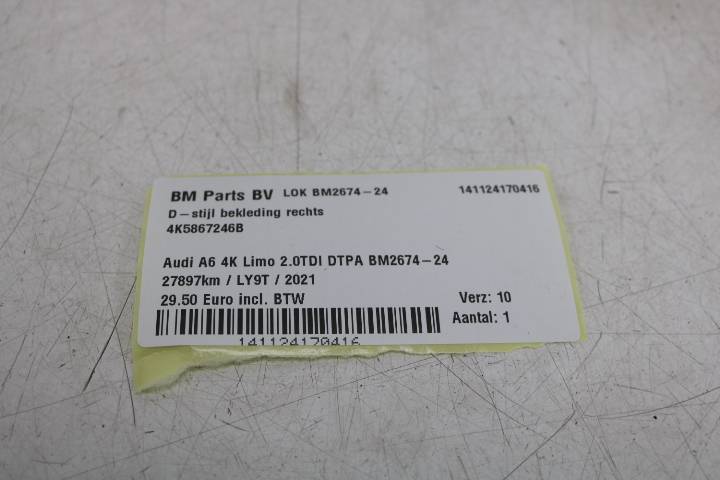 BM Parts BV LOK BM2674-24 141124170416
D-stijl bekleding rechts
4K5867246B
Audi A6 4K Limo 2.0TDI DTPA BM2674-24
27897km / LY9T / 2021
29.50 Euro incl. BTW Verz: 10
Aantal: 1
141124170416